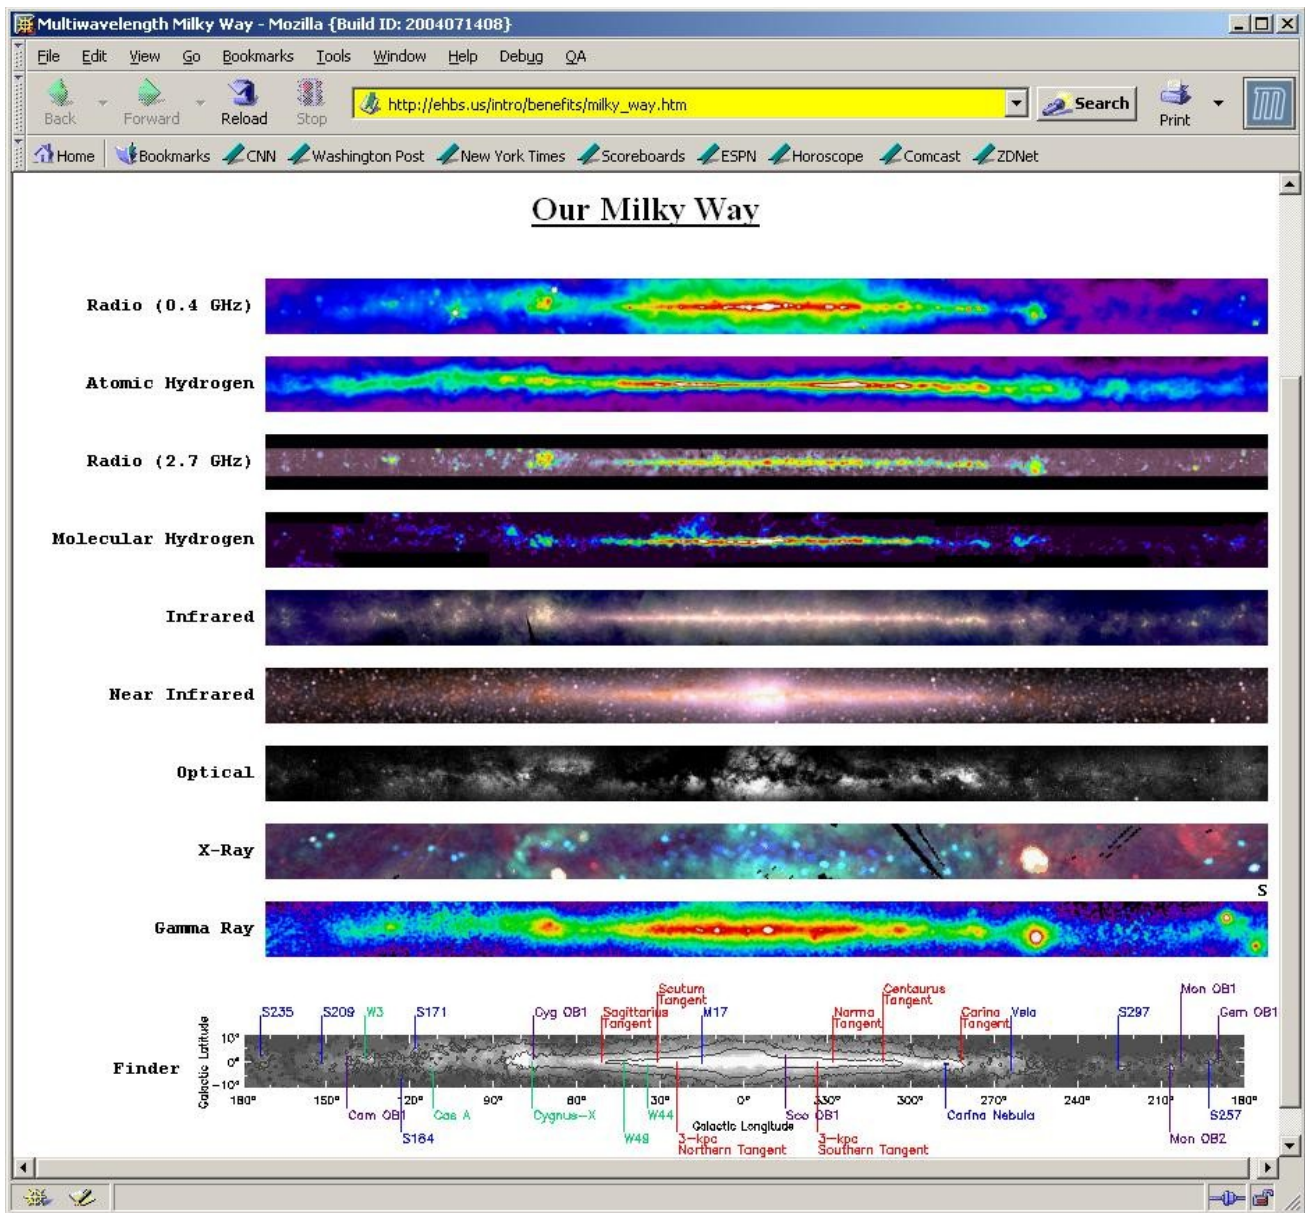 Multiwavelength Milky Way - Mozilla {Build ID: 2004071408}
File Edit View Go Bookmarks Tools Window Help Debug QA
Back Forward Reload Stop http://ehbs.us/intro/benefits/milky_way.htm Search Print
Home Bookmarks CNN Washington Post New York Times Scoreboards ESPN Horoscope Comcast ZDNet
Our Milky Way
Radio (0.4 GHz)
Atomic Hydrogen
Radio (2.7 GHz)
Molecular Hydrogen
Infrared
Near Infrared
Optical
X-Ray
S
Gamma Ray
Scutum Tangent
Centaurus Tangent
Mon OB1
S235 S209 W3 S171 Cyg OB1 Sagittarius Tangent M17 Norma Tangent Carina Tangent Vela S297 Gem OB1
Finder
Galactic Latitude
10°
0°
-10°
180° 150° 120° 90° 60° 30° 0° 330° 300° 270° 240° 210° 180°
Cam OB1 Cas A Cygnus-X W44 Sco OB1 Carina Nebula S257
Galactic Longitude
S184 W49 3-kpc Northern Tangent 3-kpc Southern Tangent Mon OB2